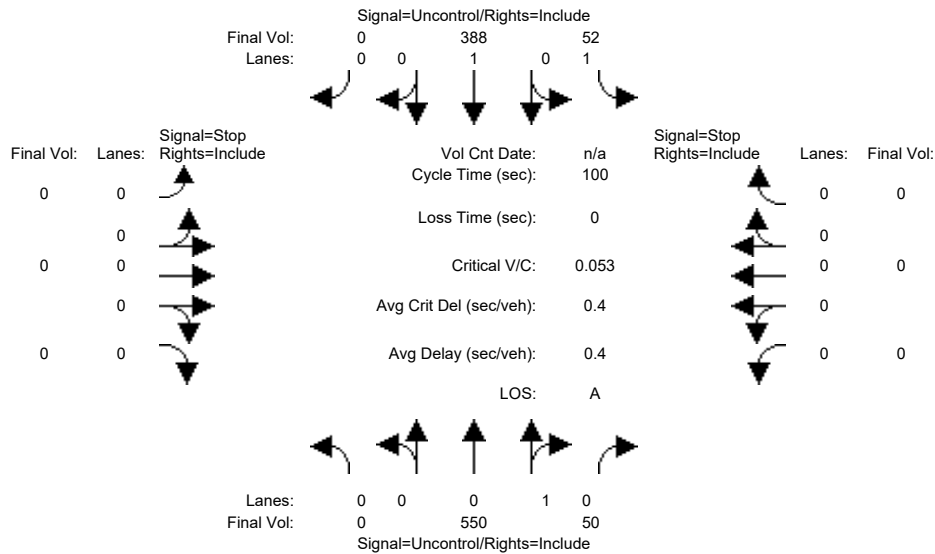 Signal=Uncontrol/Rights=Include
Final Vol: 0 388 52
Lanes: 0 0 1 0 1
Signal=Stop
Final Vol: Lanes: Rights=Include
Vol Cnt Date: n/a
Signal=Stop
Rights=Include Lanes: Final Vol:
Cycle Time (sec): 100
0 0
0 0
Loss Time (sec): 0
0
0
0 0
Critical V/C: 0.053
0 0
0
Avg Crit Del (sec/veh): 0.4
0
0 0
Avg Delay (sec/veh): 0.4
0 0
LOS: A
Lanes: 0 0 0 1 0
Final Vol: 0 550 50
Signal=Uncontrol/Rights=Include